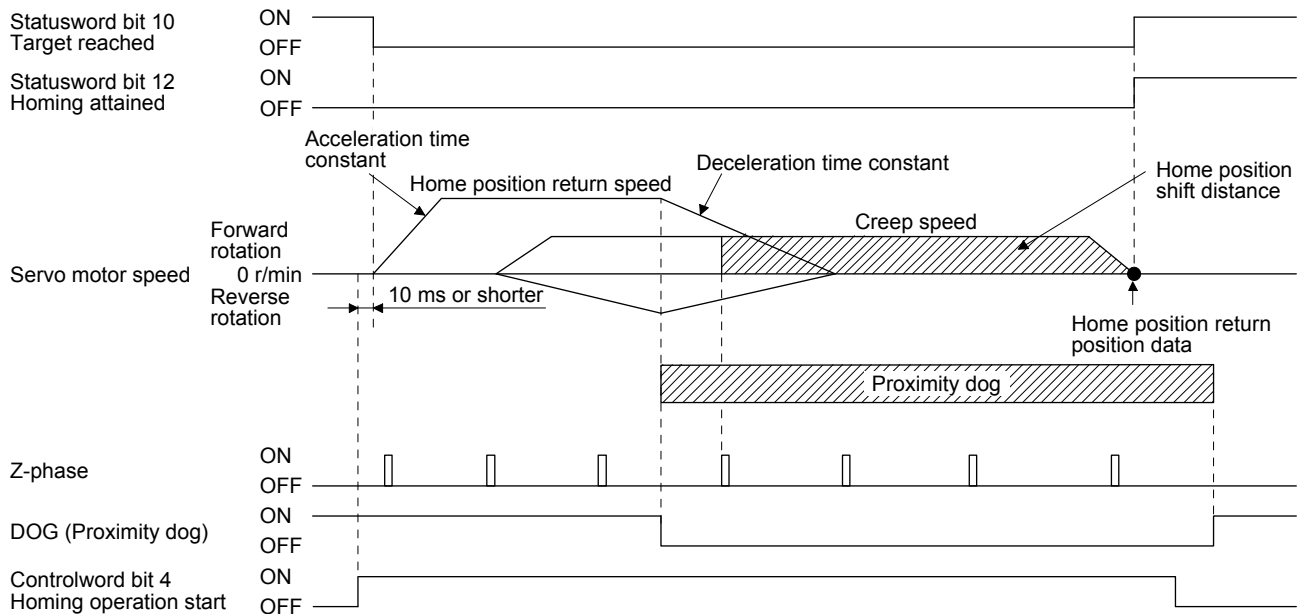 Statusword bit 10
Target reached
ON
OFF
Statusword bit 12
Homing attained
ON
OFF
Acceleration time
constant
Home position return speed
Deceleration time constant
Home position
shift distance
Creep speed
Forward
rotation
Servo motor speed
0 r/min
Reverse
rotation
10 ms or shorter
Home position return
position data
Proximity dog
Z-phase
ON
OFF
DOG (Proximity dog)
ON
OFF
Controlword bit 4
Homing operation start
ON
OFF